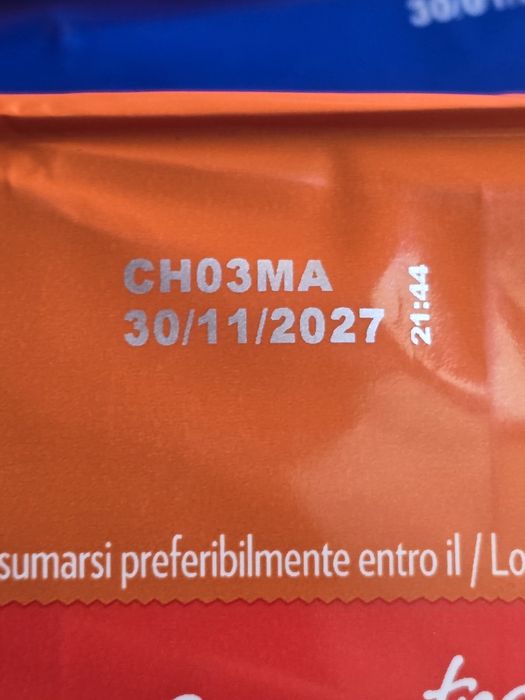 CH03MA
30/11/2027
21:44
sumarsi preferibilmente entro il / Lo